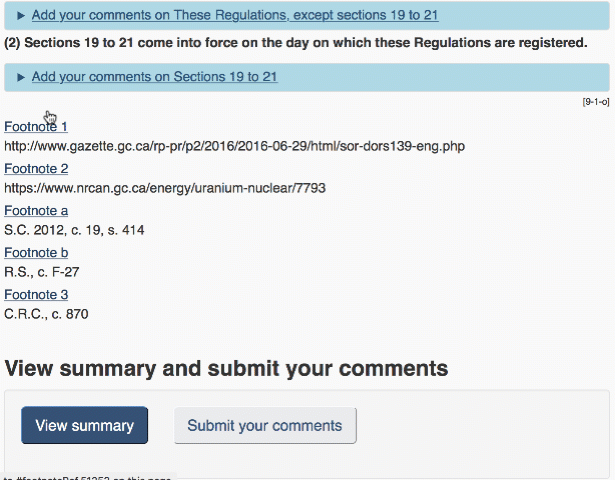 Add your comments on These Regulations, except sections 19 to 21
(2) Sections 19 to 21 come into force on the day on which these Regulations are registered.
Add your comments on Sections 19 to 21
[9-1-o]
Footnote 1
http://www.gazette.gc.ca/rp-pr/p2/2016/2016-06-29/html/sor-dors139-eng.php
Footnote 2
https://www.nrcan.gc.ca/energy/uranium-nuclear/7793
Footnote a
S.C. 2012, c. 19, s. 414
Footnote b
R.S., c. F-27
Footnote 3
C.R.C., c. 870
View summary and submit your comments
View summary
Submit your comments
on this page